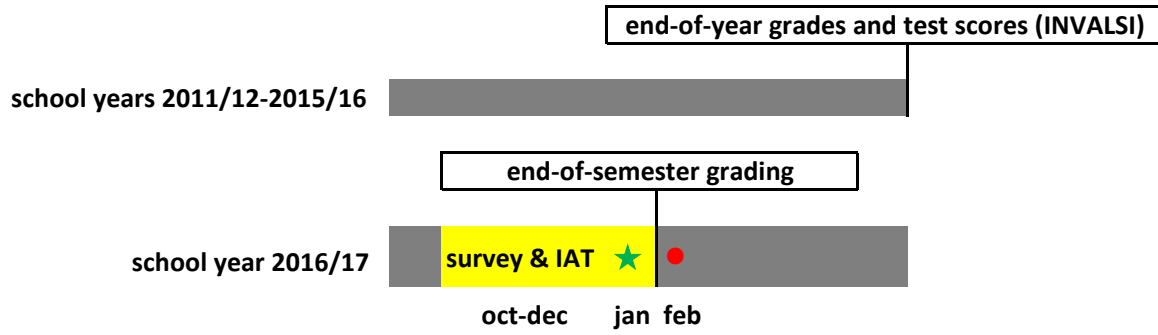 end-of-year grades and test scores (INVALSI)
school years 2011/12-2015/16
end-of-semester grading
school year 2016/17
survey & IAT
oct-dec jan feb